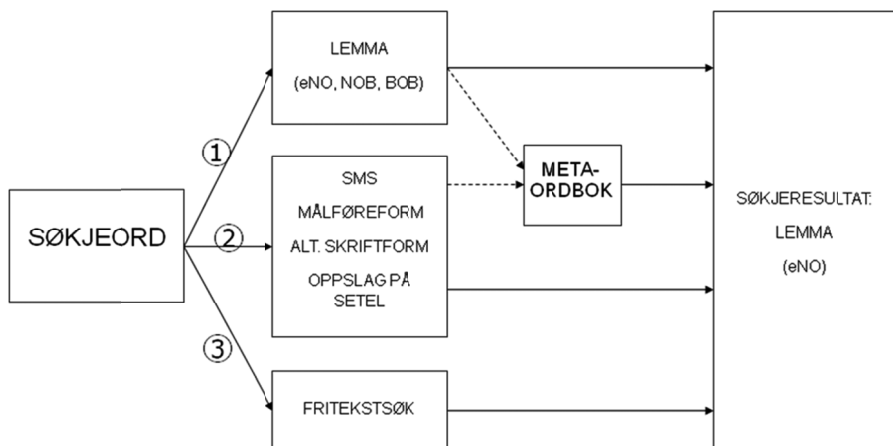 SØKJEORD
1
2
3
LEMMA
(eNO, NOB, BOB)
SMS
MÅLFØREFORM
ALT. SKRIFTFORM
OPPSLAG PÅ
SETEL
FRITEKSTSØK
META-
ORDBOK
SØKJERESULTAT:
LEMMA
(eNO)